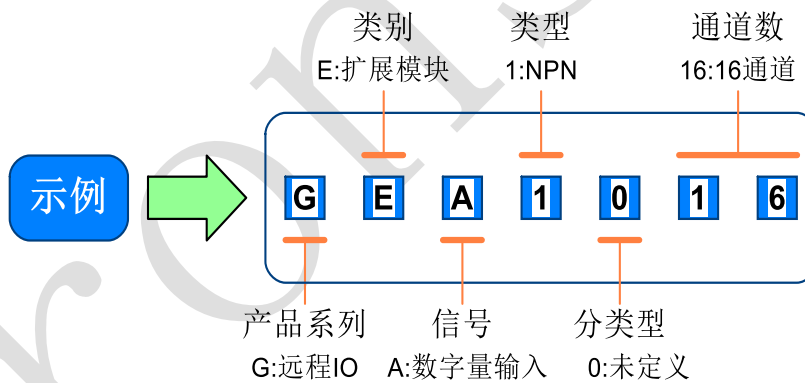 类别 类型 通道数
E:扩展模块 1:NPN 16:16通道
示例 G E A 1 0 1 6
产品系列 信号 分类型
G:远程IO A:数字量输入 0:未定义